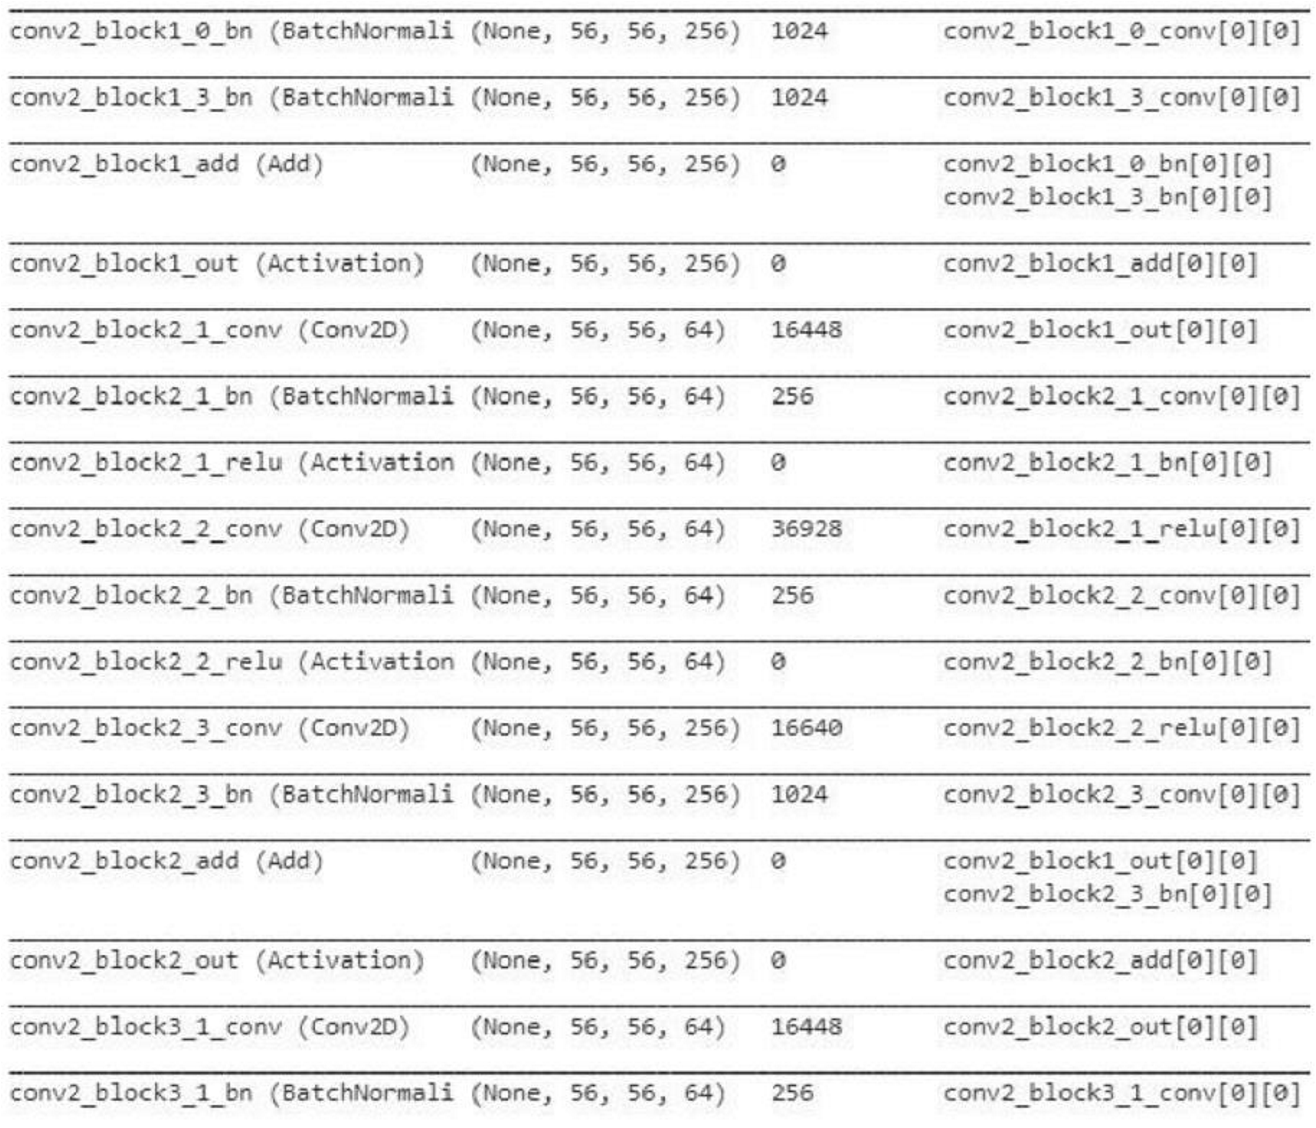 conv2_block1_0_bn (BatchNormali (None, 56, 56, 256) 1024 conv2_block1_0_conv[0][0]
conv2_block1_3_bn (BatchNormali (None, 56, 56, 256) 1024 conv2_block1_3_conv[0][0]
conv2_block1_add (Add) (None, 56, 56, 256) 0 conv2_block1_0_bn[0][0]
conv2_block1_3_bn[0][0]
conv2_block1_out (Activation) (None, 56, 56, 256) 0 conv2_block1_add[0][0]
conv2_block2_1_conv (Conv2D) (None, 56, 56, 64) 16448 conv2_block1_out[0][0]
conv2_block2_1_bn (BatchNormali (None, 56, 56, 64) 256 conv2_block2_1_conv[0][0]
conv2_block2_1_relu (Activation (None, 56, 56, 64) 0 conv2_block2_1_bn[0][0]
conv2_block2_2_conv (Conv2D) (None, 56, 56, 64) 36928 conv2_block2_1_relu[0][0]
conv2_block2_2_bn (BatchNormali (None, 56, 56, 64) 256 conv2_block2_2_conv[0][0]
conv2_block2_2_relu (Activation (None, 56, 56, 64) 0 conv2_block2_2_bn[0][0]
conv2_block2_3_conv (Conv2D) (None, 56, 56, 256) 16640 conv2_block2_2_relu[0][0]
conv2_block2_3_bn (BatchNormali (None, 56, 56, 256) 1024 conv2_block2_3_conv[0][0]
conv2_block2_add (Add) (None, 56, 56, 256) 0 conv2_block1_out[0][0]
conv2_block2_3_bn[0][0]
conv2_block2_out (Activation) (None, 56, 56, 256) 0 conv2_block2_add[0][0]
conv2_block3_1_conv (Conv2D) (None, 56, 56, 64) 16448 conv2_block2_out[0][0]
conv2_block3_1_bn (BatchNormali (None, 56, 56, 64) 256 conv2_block3_1_conv[0][0]